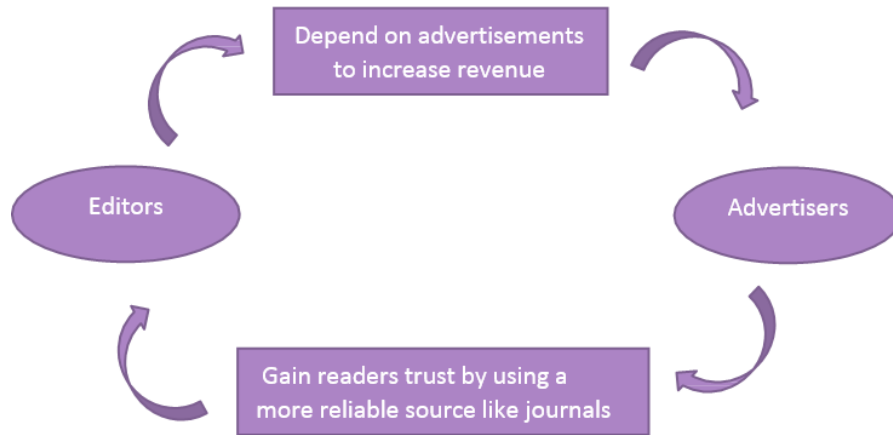 Depend on advertisements
to increase revenue
Editors
Advertisers
Gain readers trust by using a
more reliable source like journals